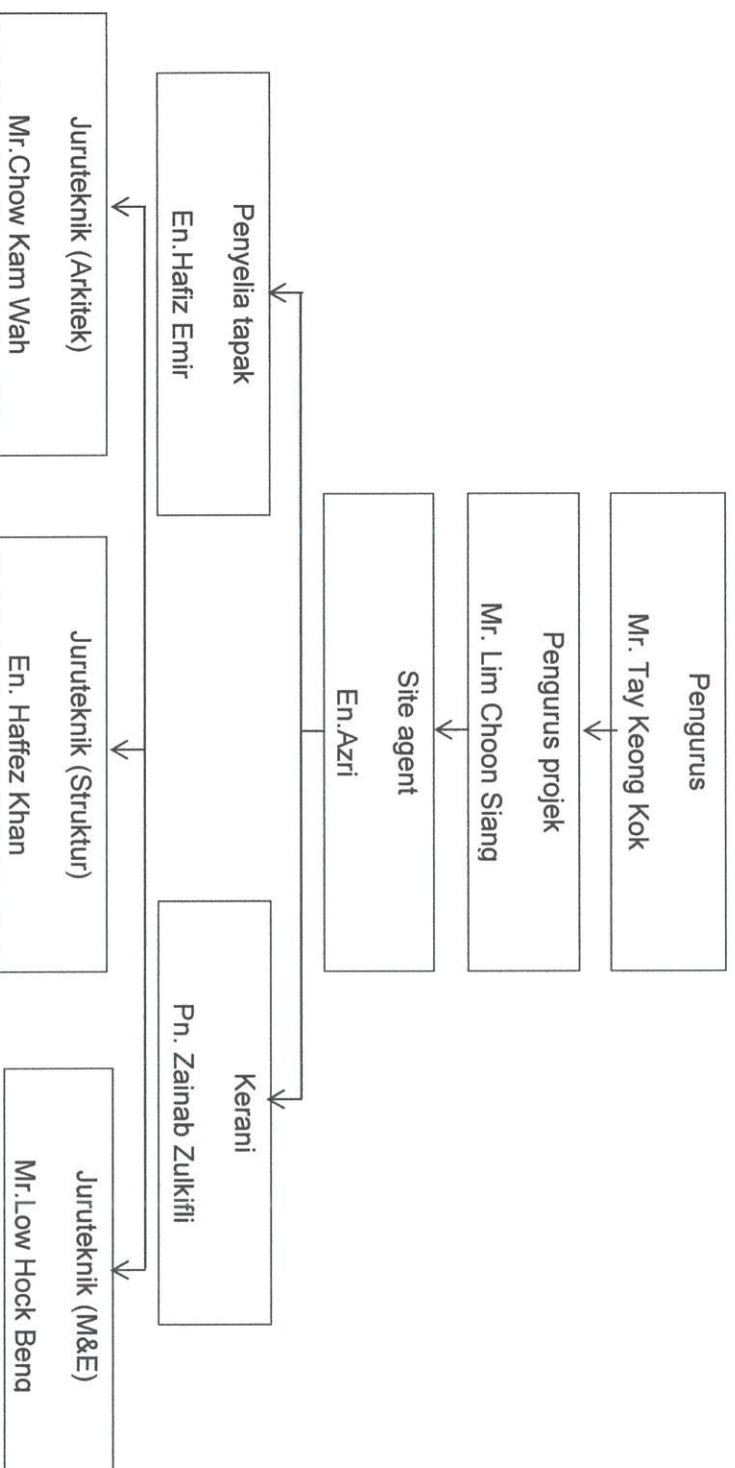 Pengurus
Mr. Tay Keong Kok
Pengurus projek
Mr. Lim Choon Siang
Site agent
En.Azri
Penyelia tapak
En.Hafiz Emir
Kerani
Pn. Zainab Zulkifli
Juruteknik (Arkitek)
Mr.Chow Kam Wah
Juruteknik (Struktur)
En. Haffez Khan
Juruteknik (M&E)
Mr.Low Hock Beng